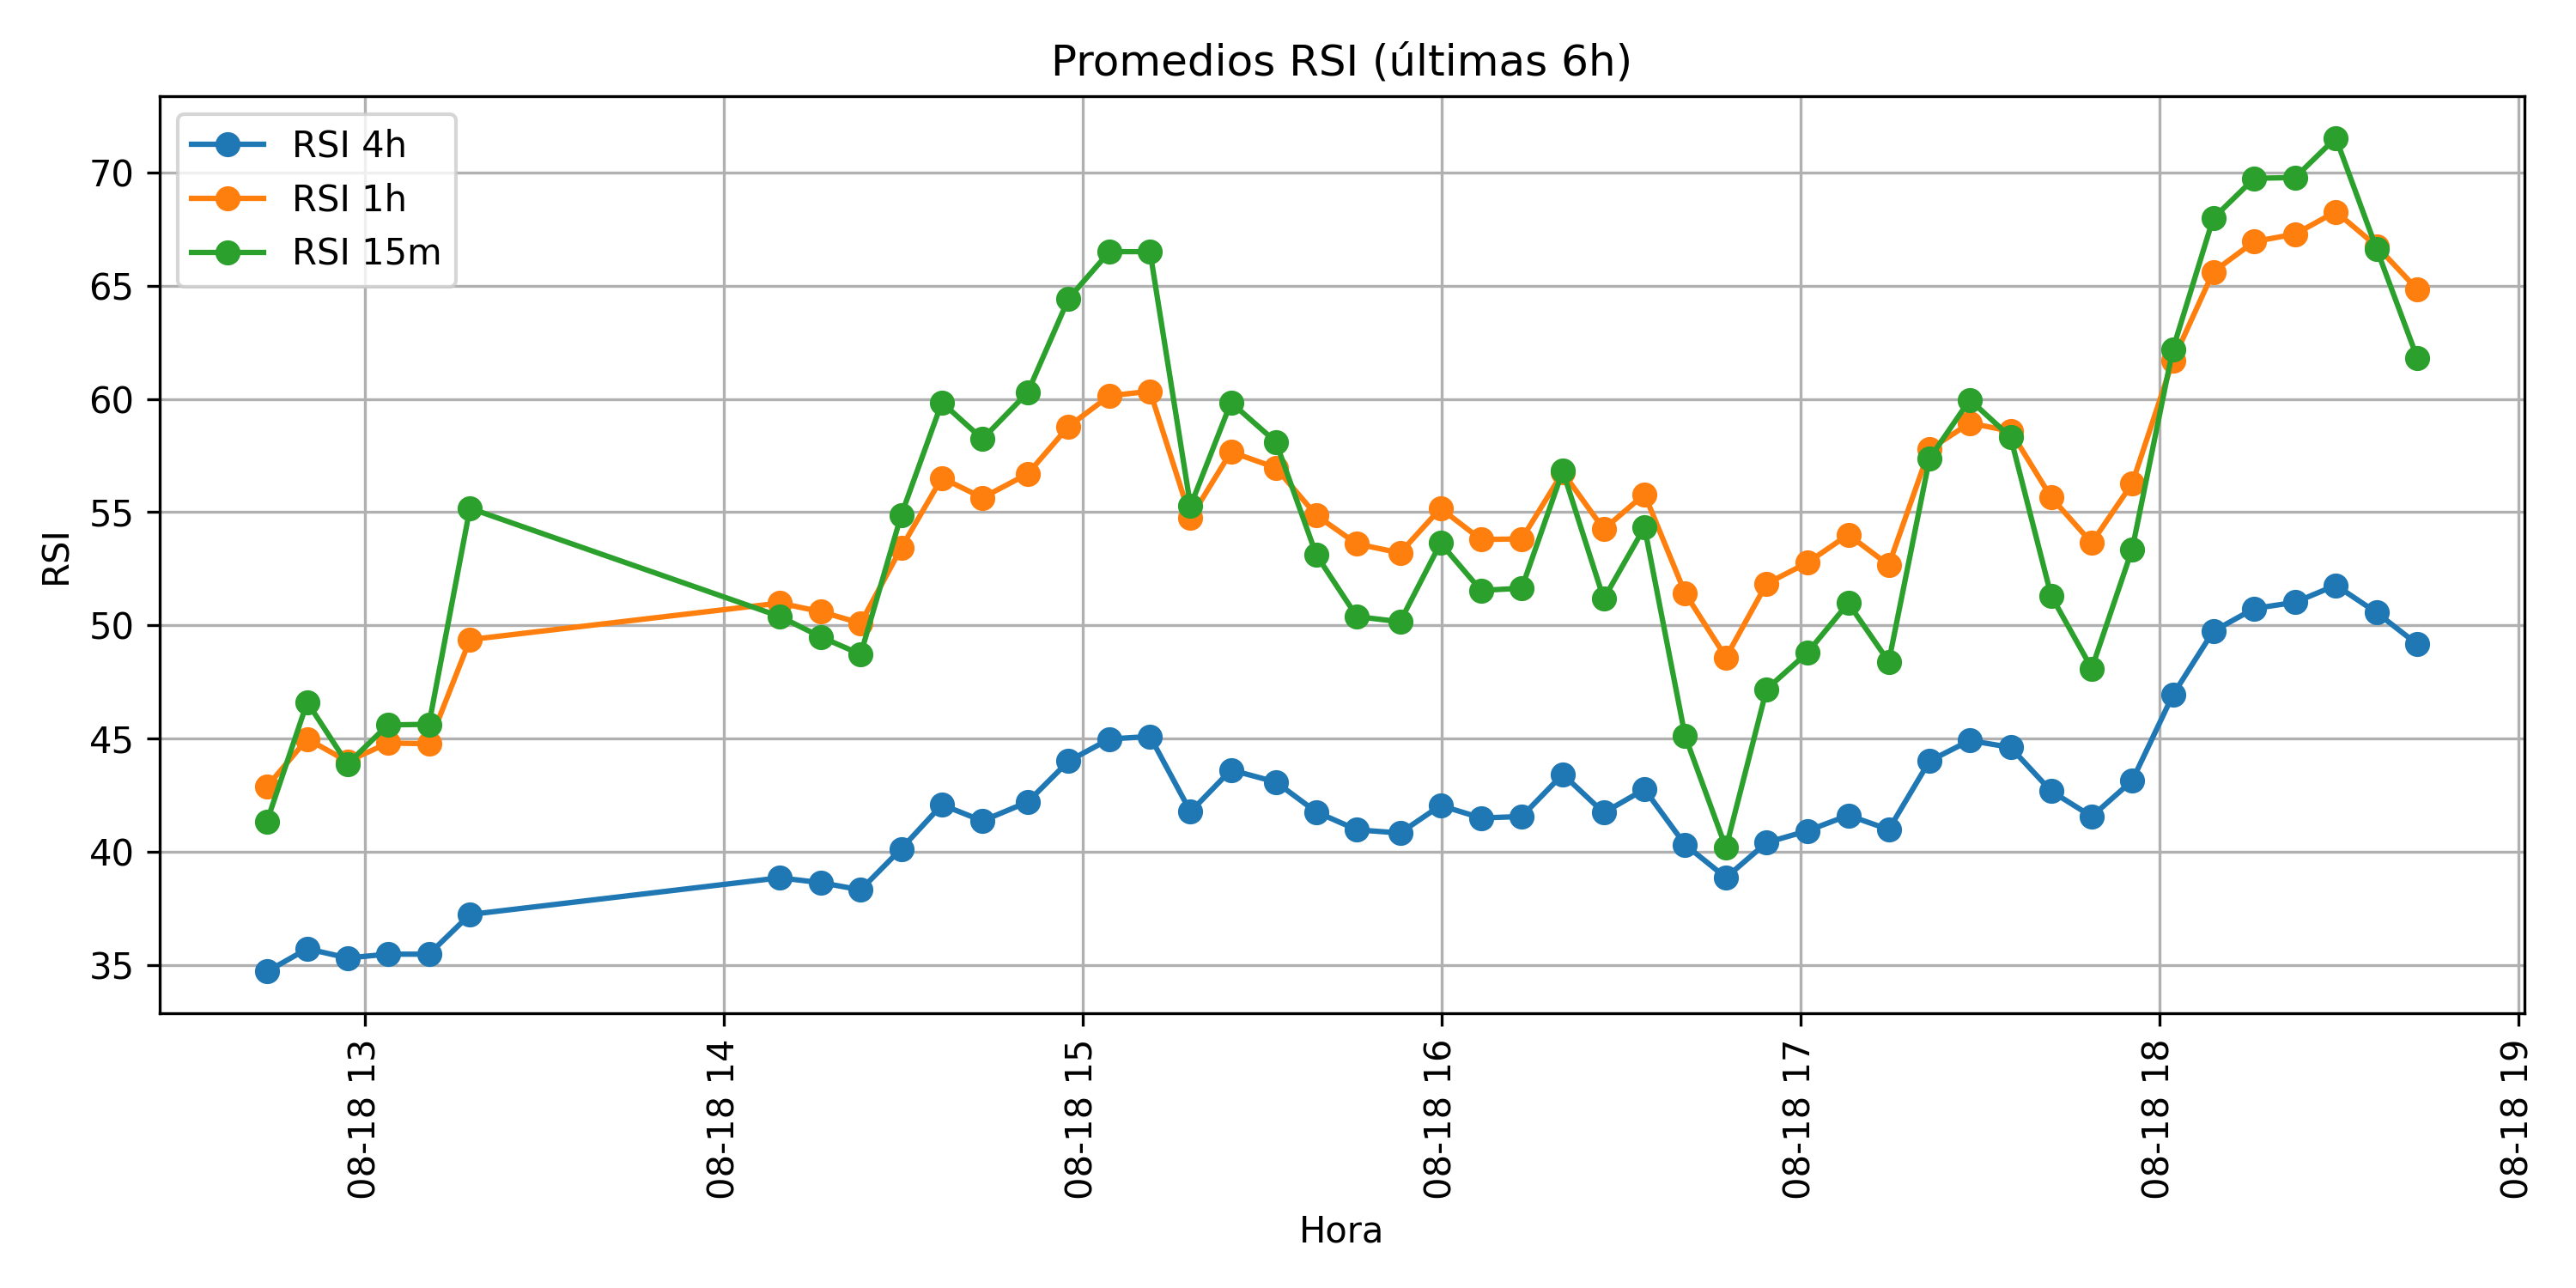 Promedios RSI (últimas 6h)
RSI 4h
RSI 1h
RSI 15m
RSI
70
65
60
55
50
45
40
35
08-18 13
08-18 14
08-18 15
08-18 16
08-18 17
08-18 18
08-18 19
Hora